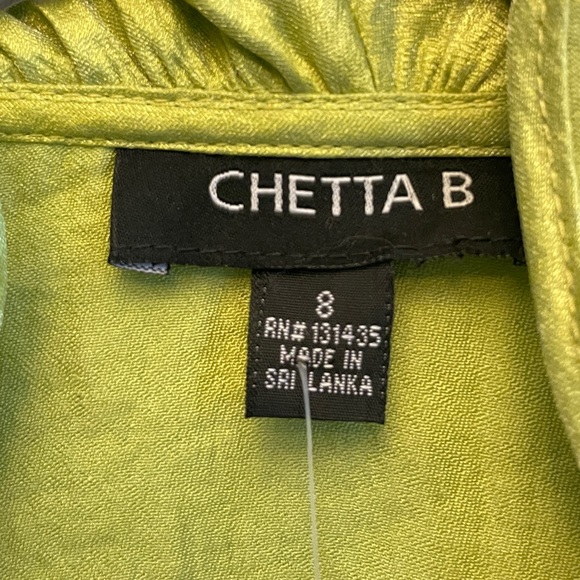 CHETTA B
8
RN# 131435
MADE IN
SRI LANKA